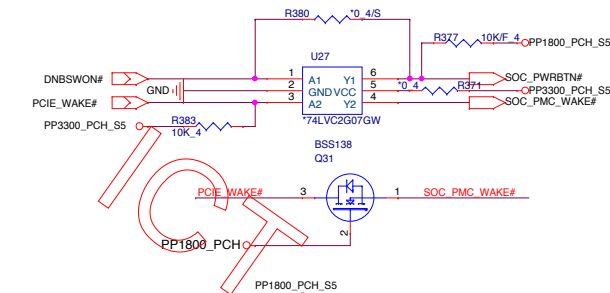 R380 *0_4/S
R377 10K/F_4
PP1800_PCH_S5
U27
DNBSWON# 1 A1 Y1 6 SOC_PWRBTN#
GND 2 GND VCC 5 *0_4 R371 PP3300_PCH_S5
PCIE_WAKE# 3 A2 Y2 4 SOC_PMC_WAKE#
*74LVC2G07GW
PP3300_PCH_S5 R383
10K_4
BSS138
Q31
PCIE_WAKE# 3 1 SOC_PMC_WAKE#
2
PP1800_PCH
PP1800_PCH_S5
ICT